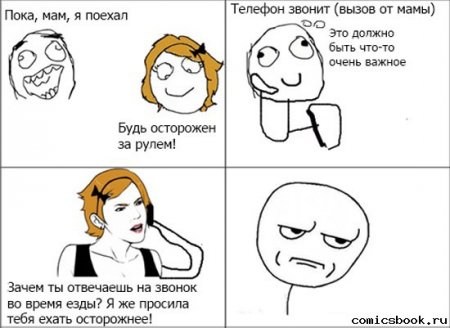 Пока, мам, я поехал
Будь осторожен
за рулем!
Телефон звонит (вызов от мамы)
Это должно
быть что-то
очень важное
Зачем ты отвечаешь на звонок
во время езды? Я же просила
тебя ехать осторожнее!
comicsbook.ru